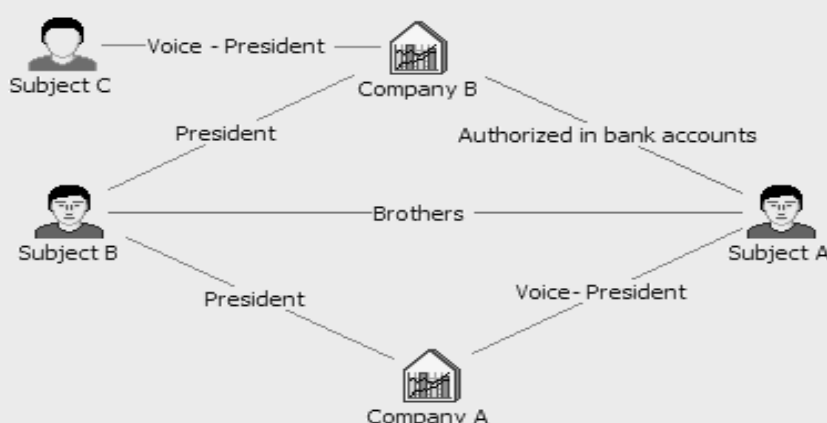 Voice - President
Subject C
Company B
President
Authorized in bank accounts
Brothers
Subject B
Subject A
President
Voice- President
Company A